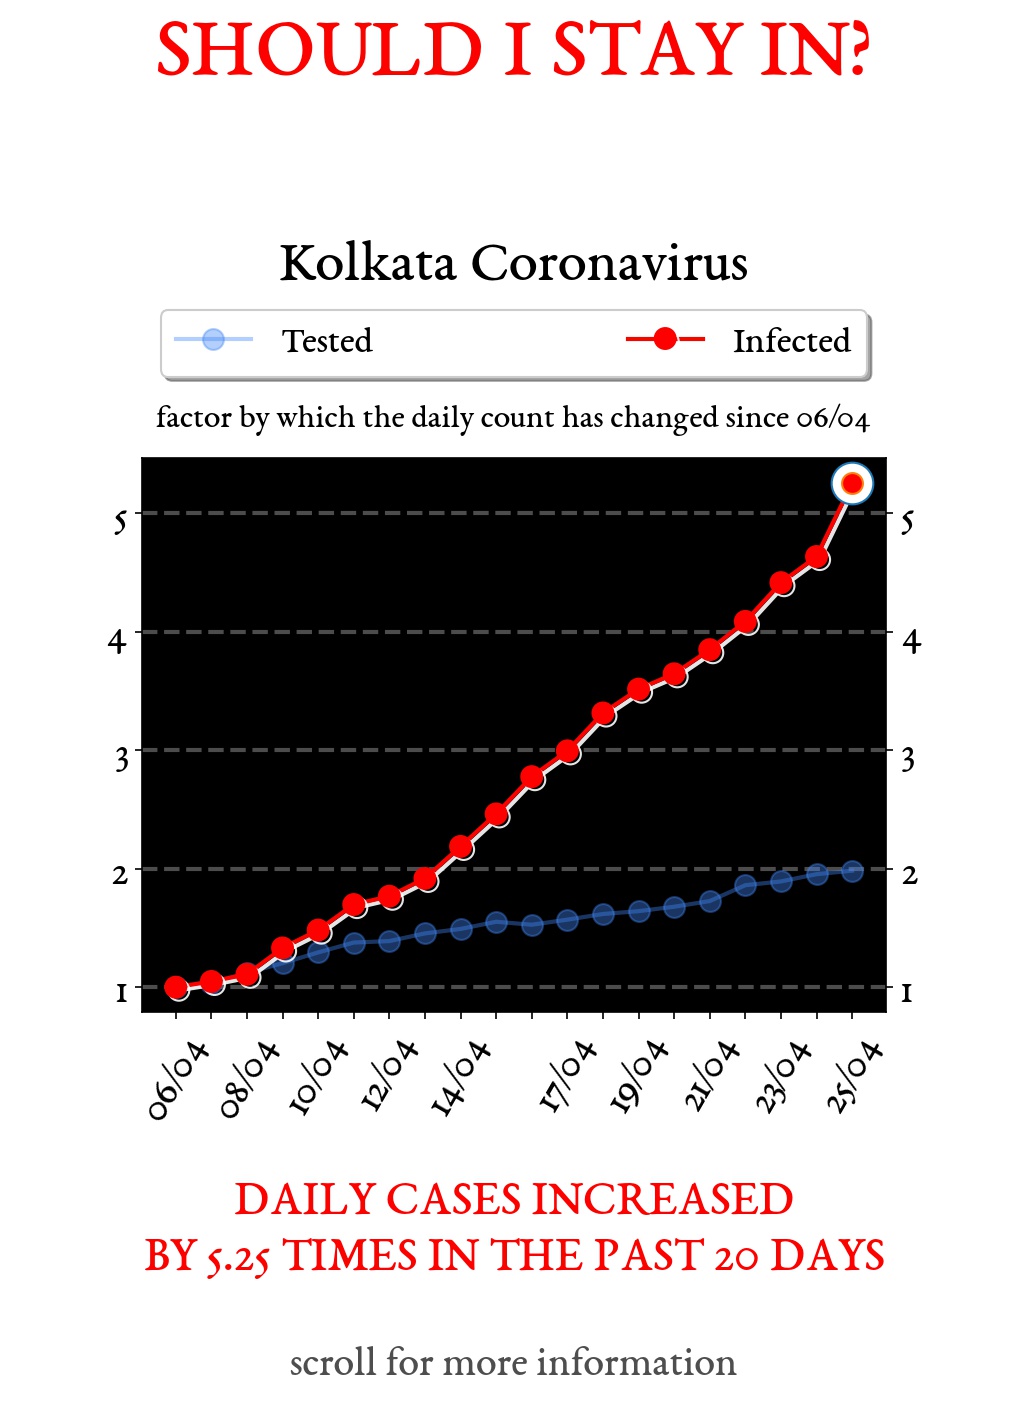 SHOULD I STAY IN?
Kolkata Coronavirus
Tested Infected
factor by which the daily count has changed since 06/04
5 5
4 4
3 3
2 2
1 1
06/04 08/04 10/04 12/04 14/04 17/04 19/04 21/04 23/04 25/04
DAILY CASES INCREASED
BY 5.25 TIMES IN THE PAST 20 DAYS
scroll for more information